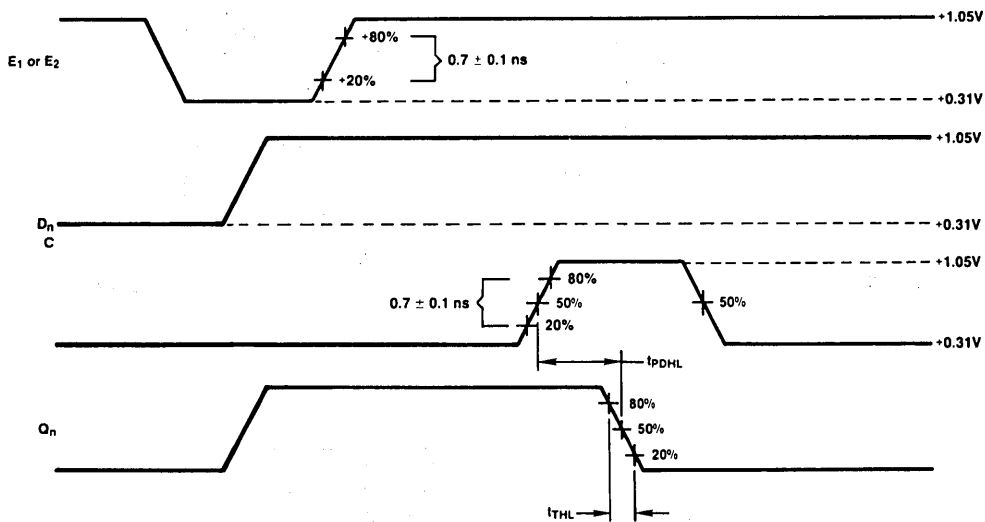 +1.05V
E1 or E2
+80%
0.7 ± 0.1 ns
+20%
+0.31V
+1.05V
Dn
+0.31V
C
+1.05V
80%
0.7 ± 0.1 ns
50%
50%
20%
+0.31V
tPDHL
80%
Qn
50%
20%
tTHL